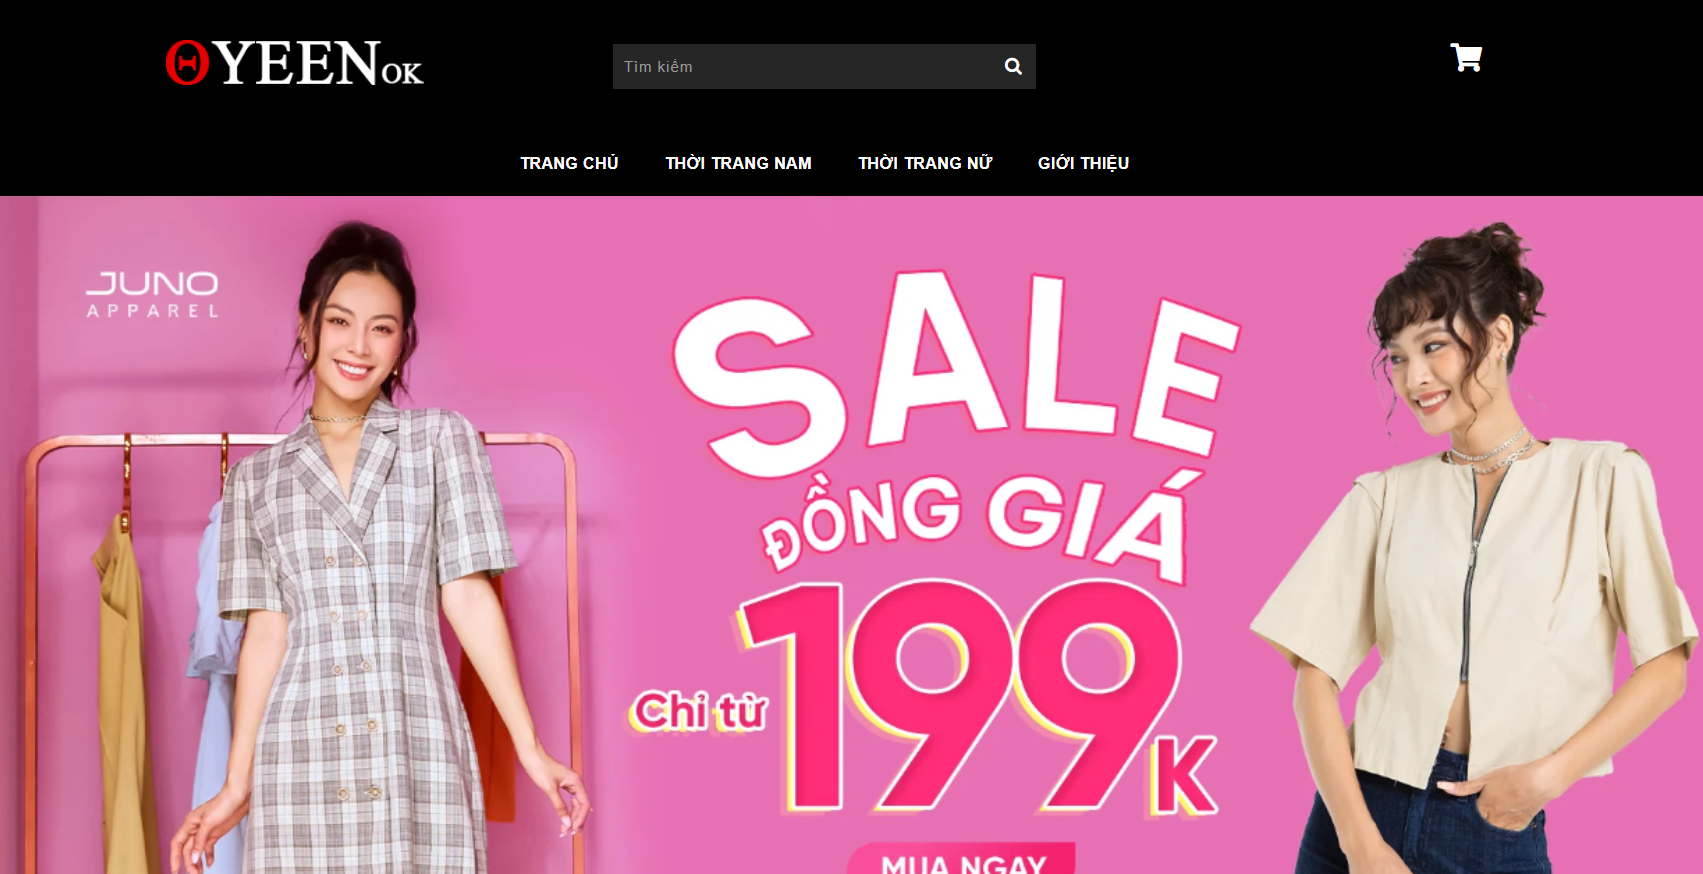 OYEENOK
Tìm kiếm
TRANG CHỦ THỜI TRANG NAM THỜI TRANG NỮ GIỚI THIỆU
JUNO
APPAREL
SALE
ĐỒNG GIÁ
Chỉ từ 199K
MUA NGAY